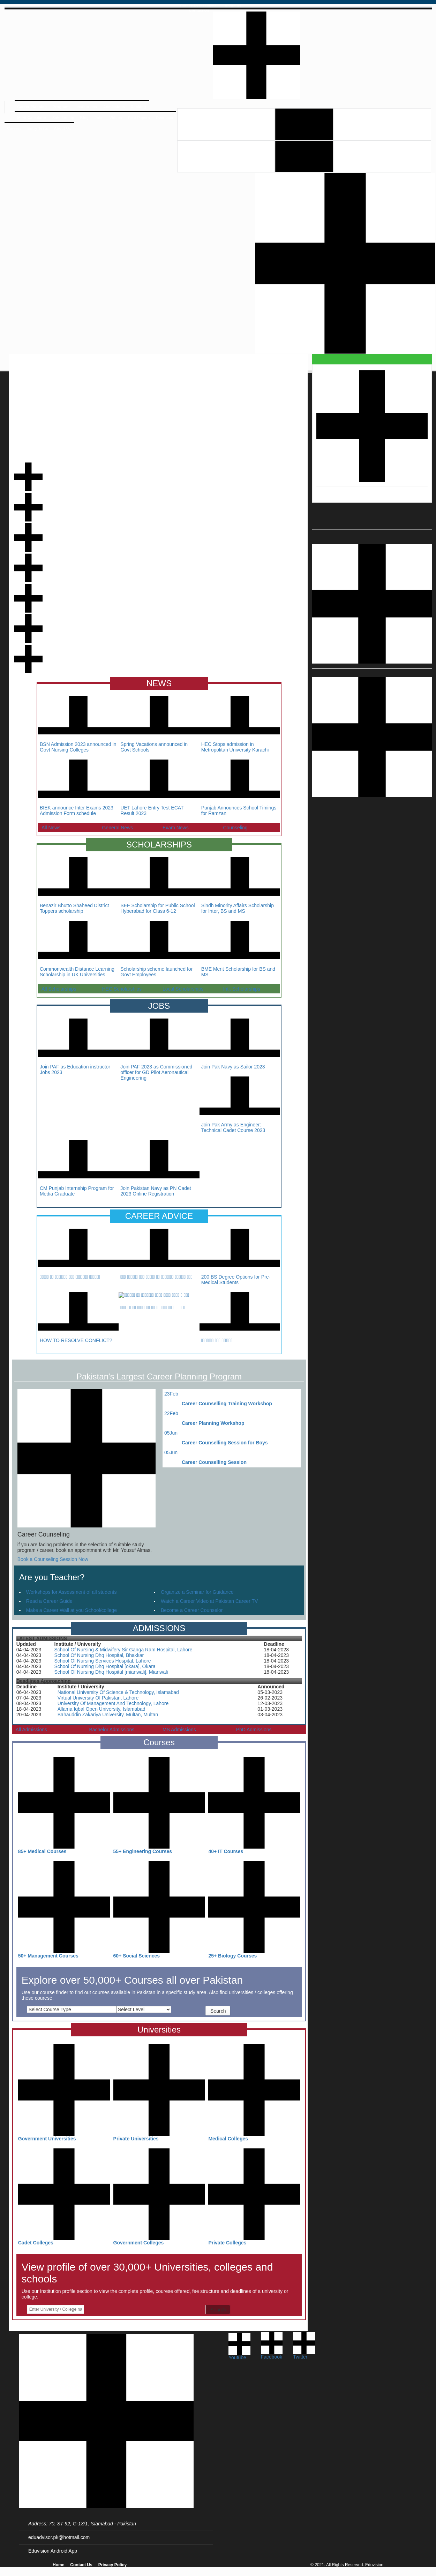 NEWS
BSN Admission 2023 announced in Govt Nursing Colleges
Spring Vacations announced in Govt Schools
HEC Stops admission in Metropolitan University Karachi
BIEK announce Inter Exams 2023 Admission Form schedule
UET Lahore Entry Test ECAT Result 2023
Punjab Announces School Timings for Ramzan
SCHOLARSHIPS
Benazir Bhutto Shaheed District Toppers scholarship
SEF Scholarship for Public School Hyderabad for Class 6-12
Sindh Minority Affairs Scholarship for Inter, BS and MS
Commonwealth Distance Learning Scholarship in UK Universities
Scholarship scheme launched for Govt Employees
BME Merit Scholarship for BS and MS
JOBS
Join PAF as Education instructor Jobs 2023
Join PAF 2023 as Commissioned officer for GD Pilot Aeronautical Engineering
Join Pak Navy as Sailor 2023
Join Pak Army as Engineer: Technical Cadet Course 2023
CM Punjab Internship Program for Media Graduate
Join Pakistan Navy as PN Cadet 2023 Online Registration
CAREER ADVICE
200 BS Degree Options for Pre-Medical Students
HOW TO RESOLVE CONFLICT?
Pakistan's Largest Career Planning Program
23Feb
Career Counselling Training Workshop
22Feb
Career Planning Workshop
05Jun
Career Counselling Session for Boys
05Jun
Career Counselling Session
Career Counseling
if you are facing problems in the selection of suitable study program / career. book an appointment with Mr. Yousuf Almas.
Book a Counseling Session Now
Are you Teacher?
ADMISSIONS
Updated Institute / University Deadline
04-04-2023 School Of Nursing & Midwifery Sir Ganga Ram Hospital, Lahore 18-04-2023
04-04-2023 School Of Nursing Dhq Hospital, Bhakkar 18-04-2023
04-04-2023 School Of Nursing Services Hospital, Lahore 18-04-2023
04-04-2023 School Of Nursing Dhq Hospital [okara], Okara 18-04-2023
04-04-2023 School Of Nursing Dhq Hospital [mianwali], Mianwali 18-04-2023
Deadline Institute / University Announced
06-04-2023 National University Of Science & Technology, Islamabad 05-03-2023
07-04-2023 Virtual University Of Pakistan, Lahore 26-02-2023
08-04-2023 University Of Management And Technology, Lahore 12-03-2023
18-04-2023 Allama Iqbal Open University, Islamabad 01-03-2023
20-04-2023 Bahauddin Zakariya University, Multan, Multan 03-04-2023
Courses
85+ Medical Courses
55+ Engineering Courses
40+ IT Courses
50+ Management Courses
60+ Social Sciences
25+ Biology Courses
Explore over 50,000+ Courses all over Pakistan
Use our course finder to find out courses available in Pakistan in a specific study area. Also find universities / colleges offering these courese.
Select Course Type Select Level Search
Universities
Government Universities
Private Universities
Medical Colleges
Cadet Colleges
Government Colleges
Private Colleges
View profile of over 30,000+ Universities, colleges and schools
Use our Institution profile section to view the complete profile, courese offered, fee structure and deadlines of a university or college.
Enter University / College na
Youtube
Facebook
Twitter
Address: 70, ST 92, G-13/1, Islamabad - Pakistan
eduadvisor.pk@hotmail.com
Eduvision Android App
Home Contact Us Privacy Policy
© 2021. All Rights Reserved. Eduvision